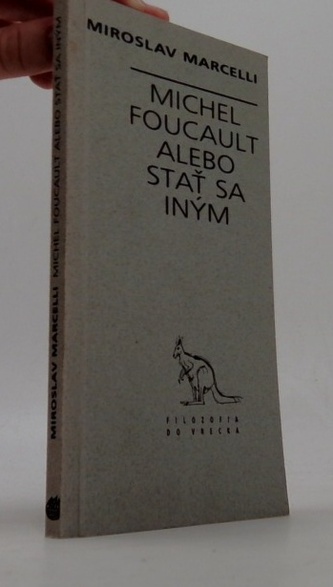 MIROSLAV MARCELLI
MICHEL
FOUCAULT
ALEBO
STAŤ SA
INÝM
FILOZOFIA
DO VRECKA
MIROSLAV MARCELLI MICHEL FOUCAULT ALEBO STAŤ SA INÝM